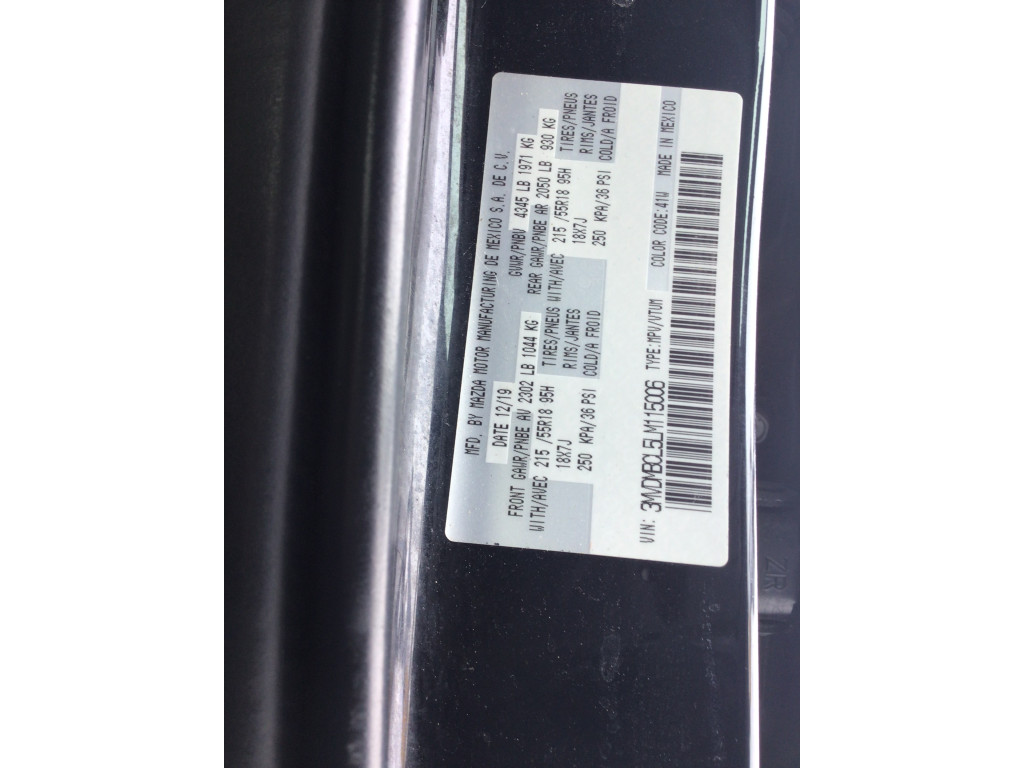 MFD. BY MAZDA MOTOR MANUFACTURING DE MEXICO S.A. DE C.V.
DATE 12/19 GVWR/PNBV 4345 LB 1971 KG
FRONT GAWR/PNBE AV 2302 LB 1044 KG REAR GAWR/PNBE AR 2050 LB 930 KG
WITH/AVEC 215 /55R18 95H TIRES/PNEUS WITH/AVEC 215 /55R18 95H TIRES/PNEUS
18X7J RIMS/JANTES 18X7J RIMS/JANTES
250 KPA/36 PSI COLD/A FROID 250 KPA/36 PSI COLD/A FROID
VIN: 3MVDMBCL5LM115006 TYPE:MPV/VTUM COLOR CODE:41W MADE IN MEXICO